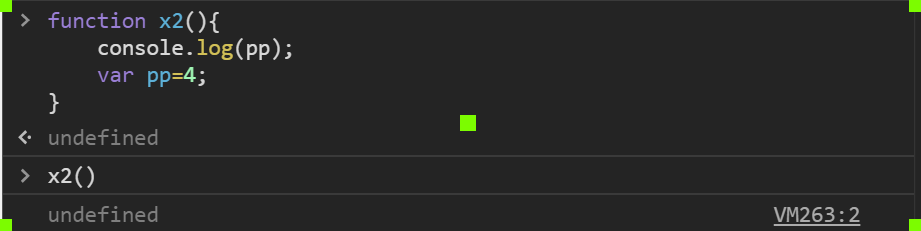 > function x2(){
    console.log(pp);
    var pp=4;
}
undefined
> x2()
undefined VM263:2